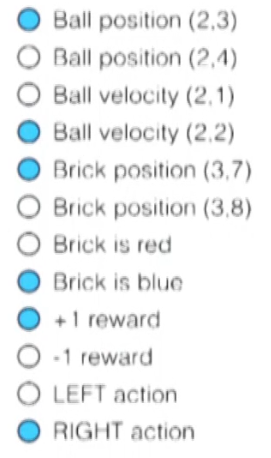 Ball position (2,3)
Ball position (2,4)
Ball velocity (2,1)
Ball velocity (2,2)
Brick position (3,7)
Brick position (3,8)
Brick is red
Brick is blue
+1 reward
-1 reward
LEFT action
RIGHT action